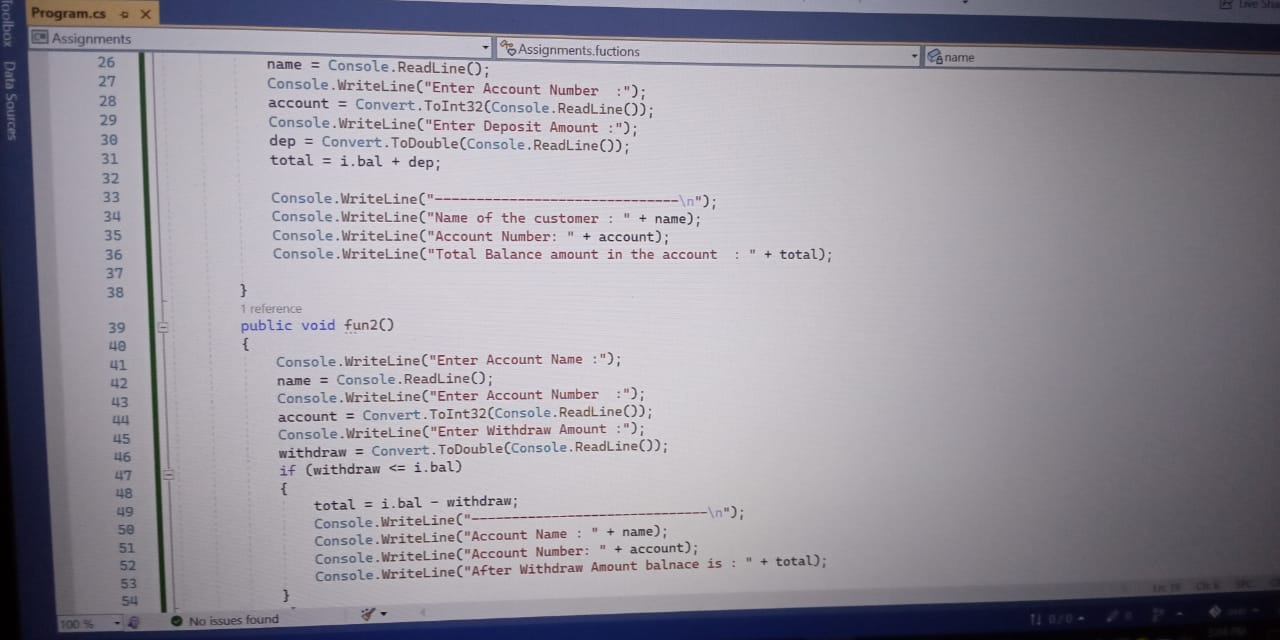 Program.cs
Toolbox
Data Sources
Live Sha
Assignments
Assignments.fuctions
name
26 name = Console.ReadLine();
27 Console.WriteLine("Enter Account Number  :");
28 account = Convert.ToInt32(Console.ReadLine());
29 Console.WriteLine("Enter Deposit Amount :");
30 dep = Convert.ToDouble(Console.ReadLine());
31 total = i.bal + dep;
32
33 Console.WriteLine("-----------------------------\n");
34 Console.WriteLine("Name of the customer : " + name);
35 Console.WriteLine("Account Number: " + account);
36 Console.WriteLine("Total Balance amount in the account  : " + total);
37
38 }
1 reference
39 public void fun2()
40 {
41 Console.WriteLine("Enter Account Name :");
42 name = Console.ReadLine();
43 Console.WriteLine("Enter Account Number  :");
44 account = Convert.ToInt32(Console.ReadLine());
45 Console.WriteLine("Enter Withdraw Amount :");
46 withdraw = Convert.ToDouble(Console.ReadLine());
47 if (withdraw <= i.bal)
48 {
49 total = i.bal - withdraw;
50 Console.WriteLine("-----------------------------\n");
51 Console.WriteLine("Account Name : " + name);
52 Console.WriteLine("Account Number: " + account);
53 Console.WriteLine("After Withdraw Amount balnace is : " + total);
54 }
100 %
No issues found
0/0